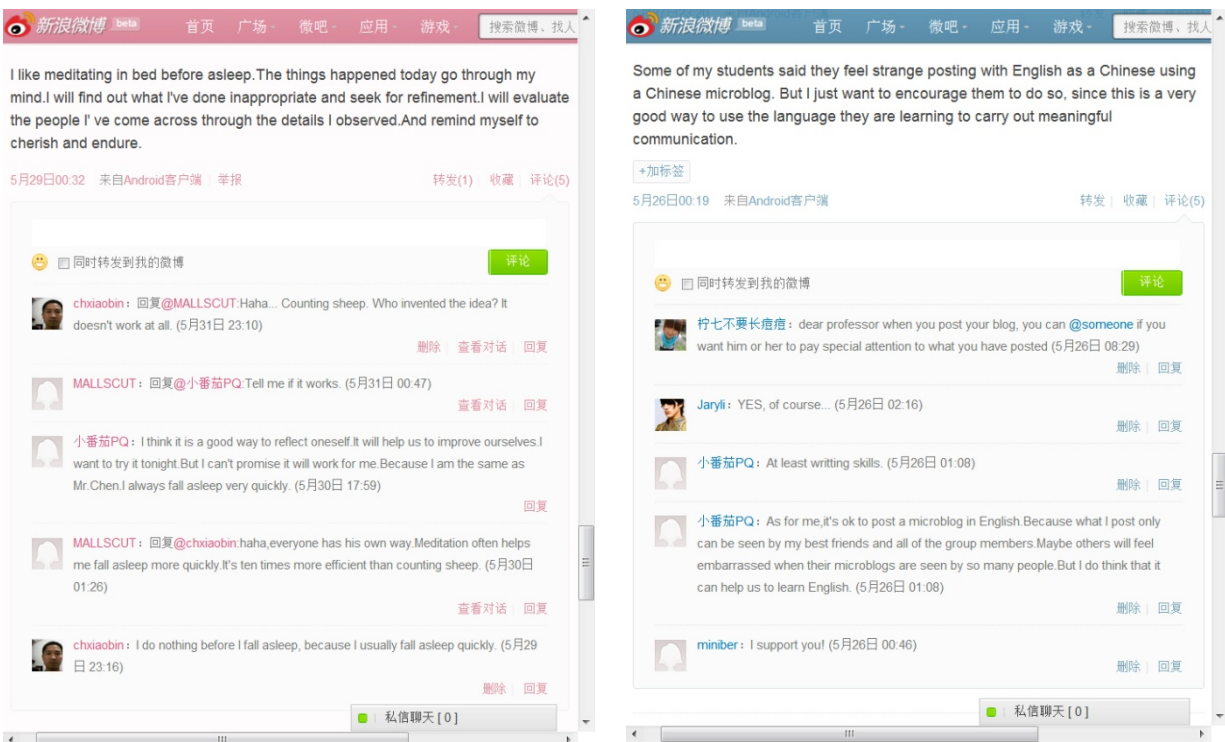 新浪微博 beta 首页 广场 微吧 应用 游戏 搜索微博、找人
I like meditating in bed before asleep.The things happened today go through my
mind.I will find out what I've done inappropriate and seek for refinement.I will evaluate
the people I' ve come across through the details I observed.And remind myself to
cherish and endure.
5月29日00:32 来自Android客户端 举报 转发(1) 收藏 评论(5)
同时转发到我的微博 评论
chxiaobin：回复@MALLSCUT:Haha... Counting sheep. Who invented the idea? It
doesn't work at all. (5月31日 23:10)
删除 查看对话 回复
MALLSCUT：回复@小番茄PQ:Tell me if it works. (5月31日 00:47)
查看对话 回复
小番茄PQ：I think it is a good way to reflect oneself.It will help us to improve ourselves.I
want to try it tonight.But I can't promise it will work for me.Because I am the same as
Mr.Chen.I always fall asleep very quickly. (5月30日 17:59)
回复
MALLSCUT：回复@chxiaobin:haha,everyone has his own way.Meditation often helps
me fall asleep more quickly.It's ten times more efficient than counting sheep. (5月30日
01:26)
查看对话 回复
chxiaobin：I do nothing before I fall asleep, because I usually fall asleep quickly. (5月29
日 23:16)
删除 回复
私信聊天 [ 0 ]
新浪微博 beta 首页 广场 微吧 应用 游戏 搜索微博、找人
Some of my students said they feel strange posting with English as a Chinese using
a Chinese microblog. But I just want to encourage them to do so, since this is a very
good way to use the language they are learning to carry out meaningful
communication.
+加标签
5月26日00:19 来自Android客户端 转发 收藏 评论(5)
同时转发到我的微博 评论
柠七不要长痘痘：dear professor when you post your blog, you can @someone if you
want him or her to pay special attention to what you have posted (5月26日 08:29)
删除 回复
Jaryli：YES, of course... (5月26日 02:16)
删除 回复
小番茄PQ：At least writting skills. (5月26日 01:08)
删除 回复
小番茄PQ：As for me,it's ok to post a microblog in English.Because what I post only
can be seen by my best friends and all of the group members.Maybe others will feel
embarrassed when their microblogs are seen by so many people.But I do think that it
can help us to learn English. (5月26日 01:08)
删除 回复
miniber：I support you! (5月26日 00:46)
删除 回复
私信聊天 [ 0 ]